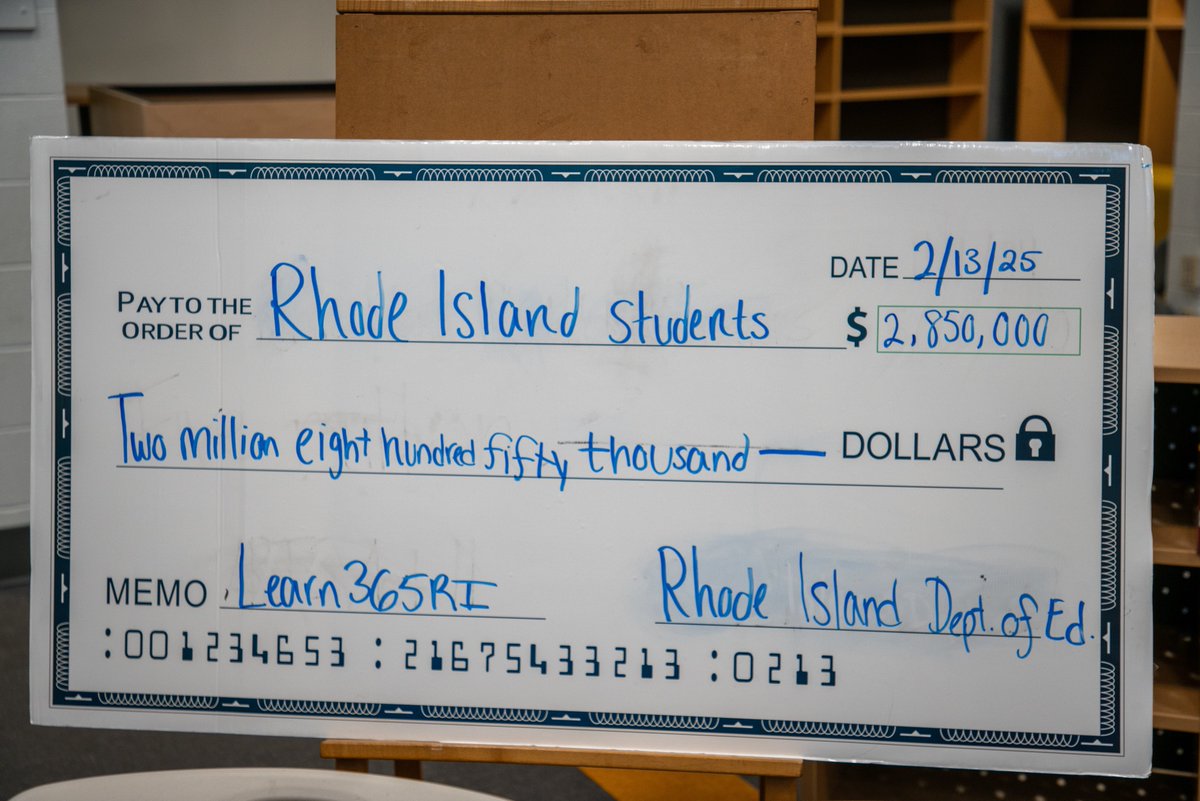 DATE 2/13/25
PAY TO THE
ORDER OF Rhode Island Students
$ 2,850,000
Two million eight hundred fifty thousand — DOLLARS
MEMO Learn365RI
Rhode Island Dept. of Ed.
:001234653 : 21675433213 :0213